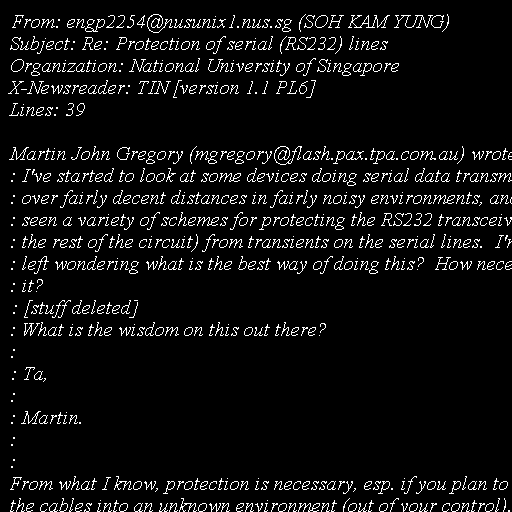 From: engp2254@nusunix1.nus.sg (SOH KAM YUNG)
Subject: Re: Protection of serial (RS232) lines
Organization: National University of Singapore
X-Newsreader: TIN [version 1.1 PL6]
Lines: 39

Martin John Gregory (mgregory@flash.pax.tpa.com.au) wrote
: I've started to look at some devices doing serial data transm
: over fairly decent distances in fairly noisy environments, and
: seen a variety of schemes for protecting the RS232 transceiv
: the rest of the circuit) from transients on the serial lines.  I'm
: left wondering what is the best way of doing this?  How nece
: it?
: [stuff deleted]
: What is the wisdom on this out there?
:
: Ta,
:
: Martin.
:
:
From what I know, protection is necessary, esp. if you plan to
the cables into an unknown environment (out of your control).